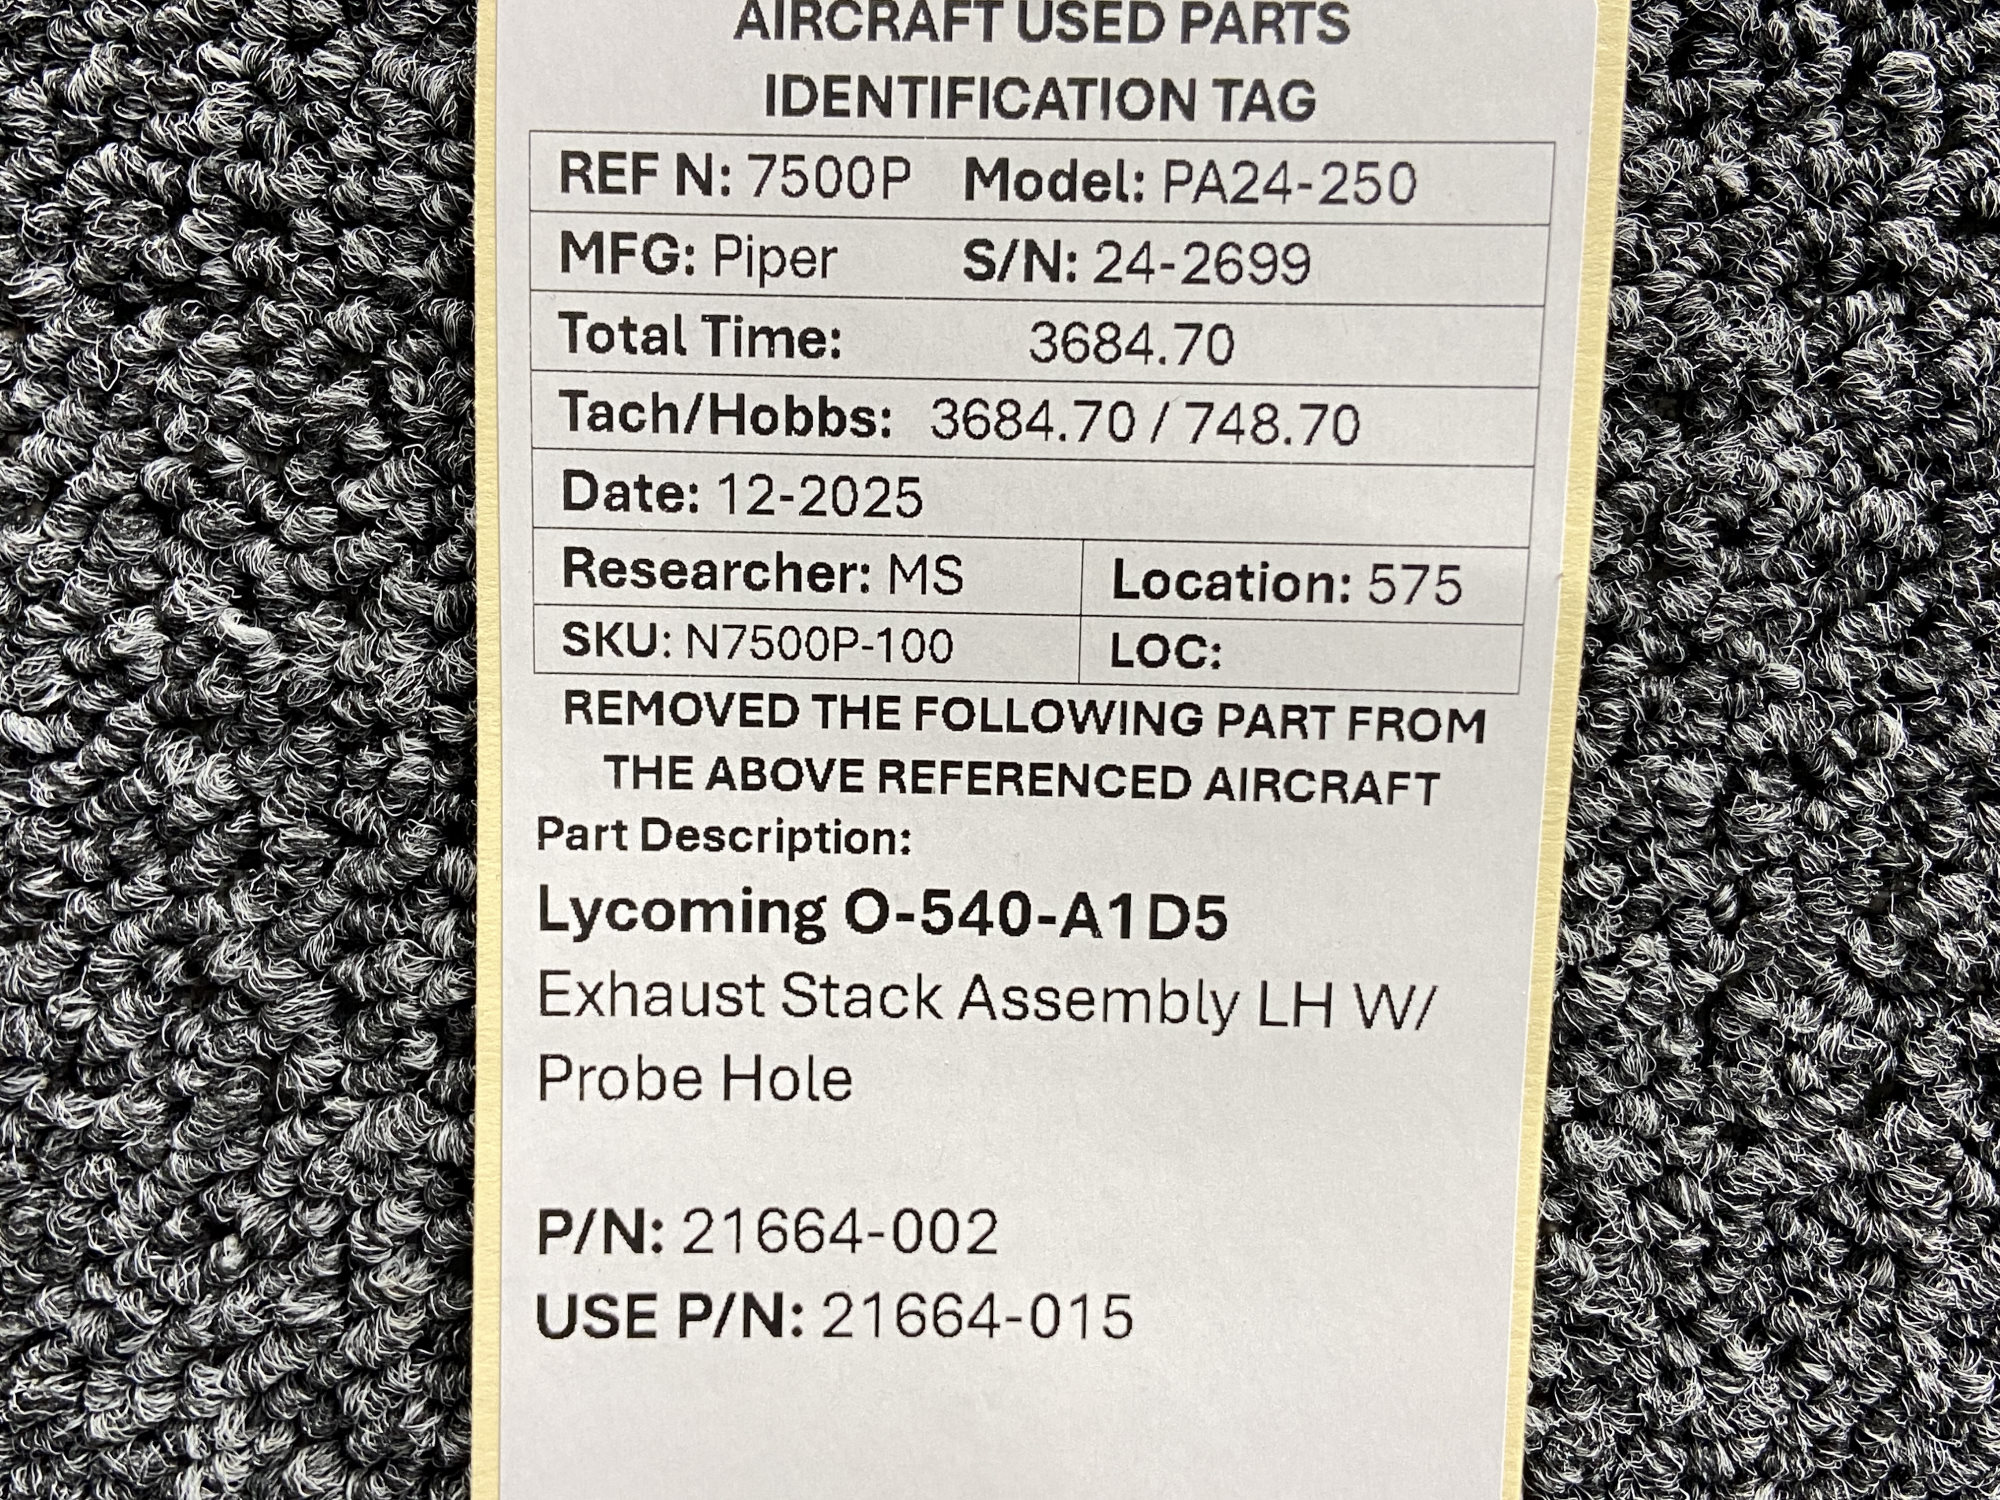 AIRCRAFT USED PARTS
IDENTIFICATION TAG
REF N: 7500P Model: PA24-250
MFG: Piper S/N: 24-2699
Total Time: 3684.70
Tach/Hobbs: 3684.70 / 748.70
Date: 12-2025
Researcher: MS Location: 575
SKU: N7500P-100 LOC:
REMOVED THE FOLLOWING PART FROM
THE ABOVE REFERENCED AIRCRAFT
Part Description:
Lycoming O-540-A1D5
Exhaust Stack Assembly LH W/
Probe Hole
P/N: 21664-002
USE P/N: 21664-015